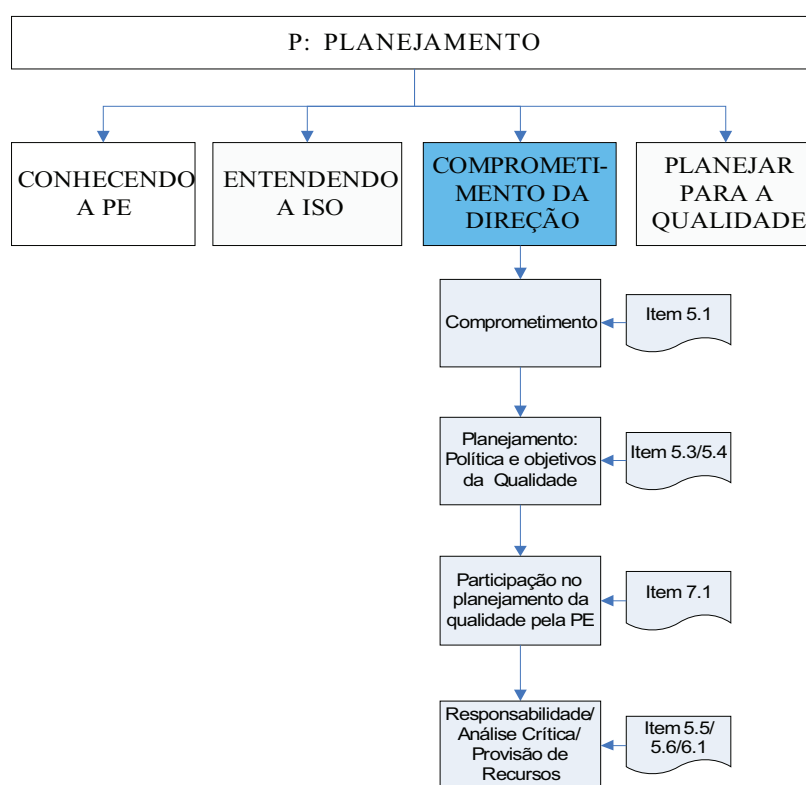 P: PLANEJAMENTO
CONHECENDO
A PE
ENTENDENDO
A ISO
COMPROMETI-
MENTO DA
DIREÇÃO
PLANEJAR
PARA A
QUALIDADE
Comprometimento
Item 5.1
Planejamento:
Política e objetivos
da Qualidade
Item 5.3/5.4
Participação no
planejamento da
qualidade pela PE
Item 7.1
Responsabilidade/
Análise Crítica/
Provisão de
Recursos
Item 5.5/
5.6/6.1